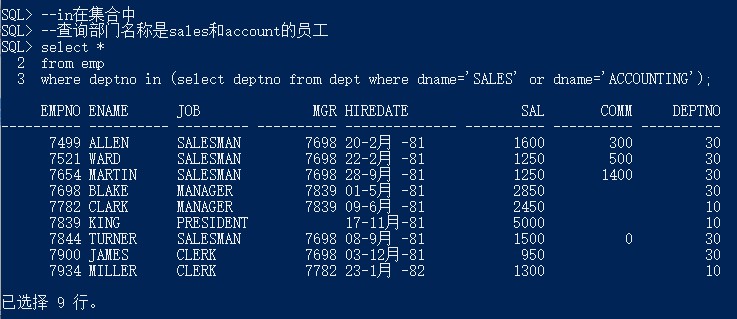 SQL> --in在集合中
SQL> --查询部门名称是sales和account的员工
SQL> select *
  2  from emp
  3  where deptno in (select deptno from dept where dname='SALES' or dname='ACCOUNTING');
     EMPNO ENAME      JOB              MGR HIREDATE              SAL       COMM     DEPTNO
---------- ---------- --------- ---------- -------------- ---------- ---------- ----------
      7499 ALLEN      SALESMAN        7698 20-2月 -81           1600        300         30
      7521 WARD       SALESMAN        7698 22-2月 -81           1250        500         30
      7654 MARTIN     SALESMAN        7698 28-9月 -81           1250       1400         30
      7698 BLAKE      MANAGER         7839 01-5月 -81           2850                    30
      7782 CLARK      MANAGER         7839 09-6月 -81           2450                    10
      7839 KING       PRESIDENT            17-11月-81           5000                    10
      7844 TURNER     SALESMAN        7698 08-9月 -81           1500          0         30
      7900 JAMES      CLERK           7698 03-12月-81            950                    30
      7934 MILLER     CLERK           7782 23-1月 -82           1300                    10
已选择 9 行。